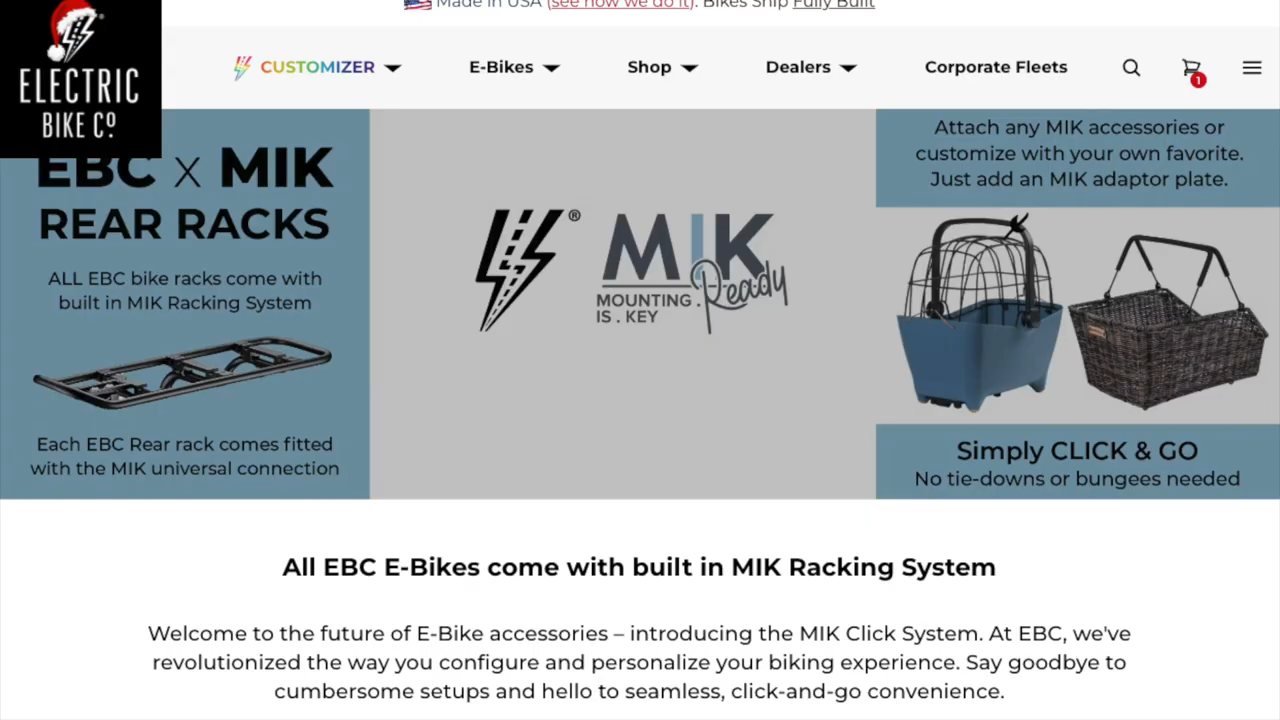 Made in USA (see how we do it). Bikes Ship Fully Built
ELECTRIC
BIKE CO
CUSTOMIZER
E-Bikes
Shop
Dealers
Corporate Fleets
1
EBC X MIK
REAR RACKS
ALL EBC bike racks come with
built in MIK Racking System
Each EBC Rear rack comes fitted
with the MIK universal connection
®
MIK
Ready
MOUNTING.
IS. KEY
Attach any MIK accessories or
customize with your own favorite.
Just add an MIK adaptor plate.
Simply CLICK & GO
No tie-downs or bungees needed
All EBC E-Bikes come with built in MIK Racking System
Welcome to the future of E-Bike accessories – introducing the MIK Click System. At EBC, we've
revolutionized the way you configure and personalize your biking experience. Say goodbye to
cumbersome setups and hello to seamless, click-and-go convenience.